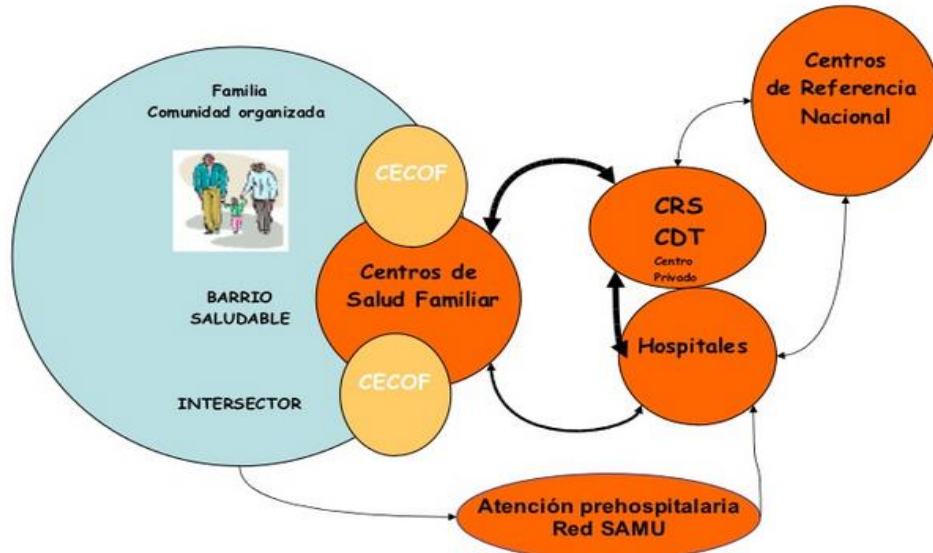 Familia
Comunidad organizada
BARRIO
SALUDABLE
INTERSECTOR
CECOF
Centros de
Salud Familiar
CECOF
CRS
CDT
Centro
Privado
Hospitales
Centros
de Referencia
Nacional
Atención prehospitalaria
Red SAMU